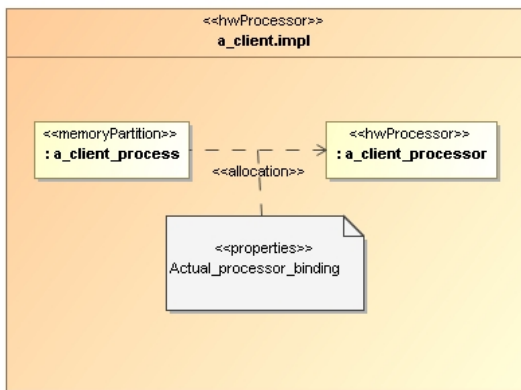 <<hwProcessor>>
a_client.impl
<<memoryPartition>>
: a_client_process
<<hwProcessor>>
: a_client_processor
<<allocation>>
<<properties>>
Actual_processor_binding